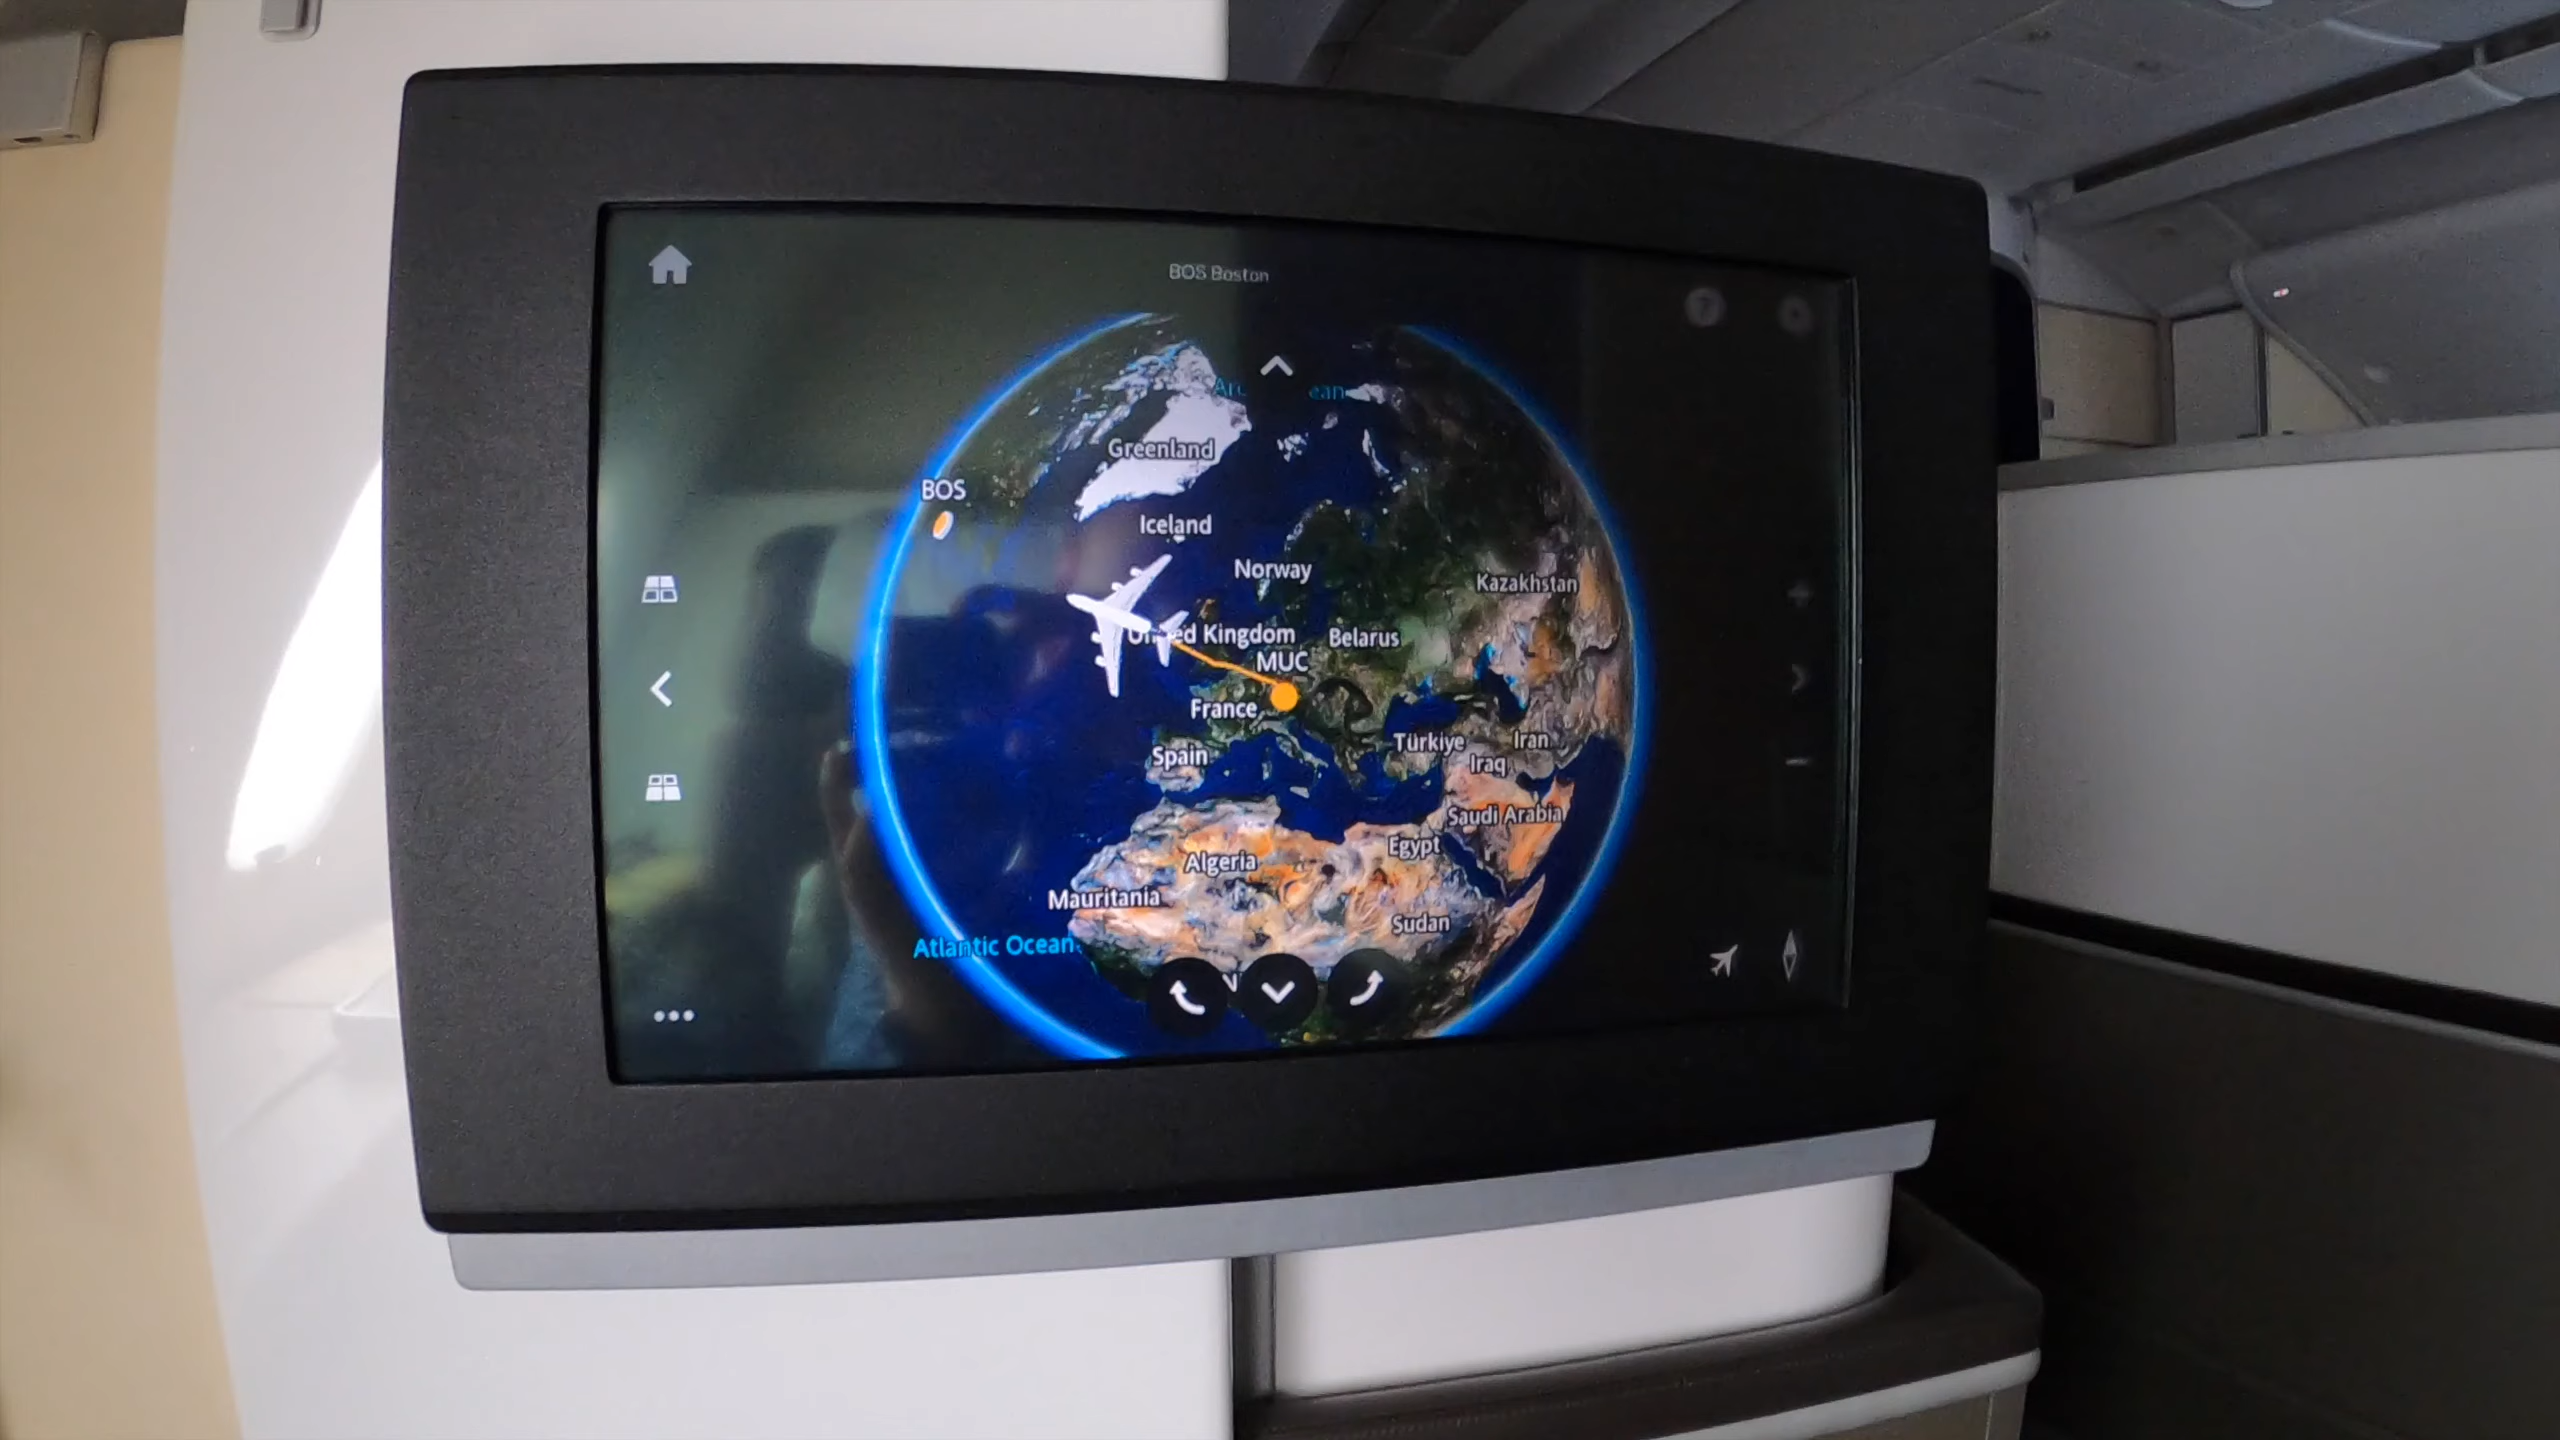 BOS Boston
Greenland
BOS
Iceland
Norway
Kazakhstan
Kingdom
Belarus
MUC
France
Spain
Türkiye
Iran
Iraq
Saudi Arabia
Egypt
Algeria
Mauritania
Sudan
Atlantic Ocean